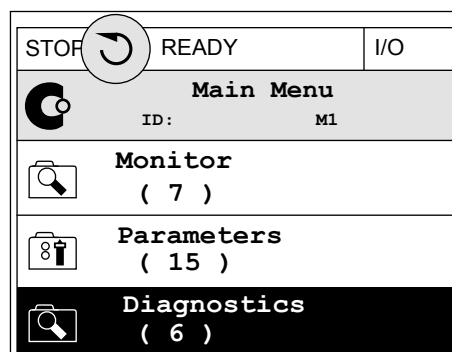 STOP READY I/O
Main Menu
ID: M1
Monitor
( 7 )
Parameters
( 15 )
Diagnostics
( 6 )